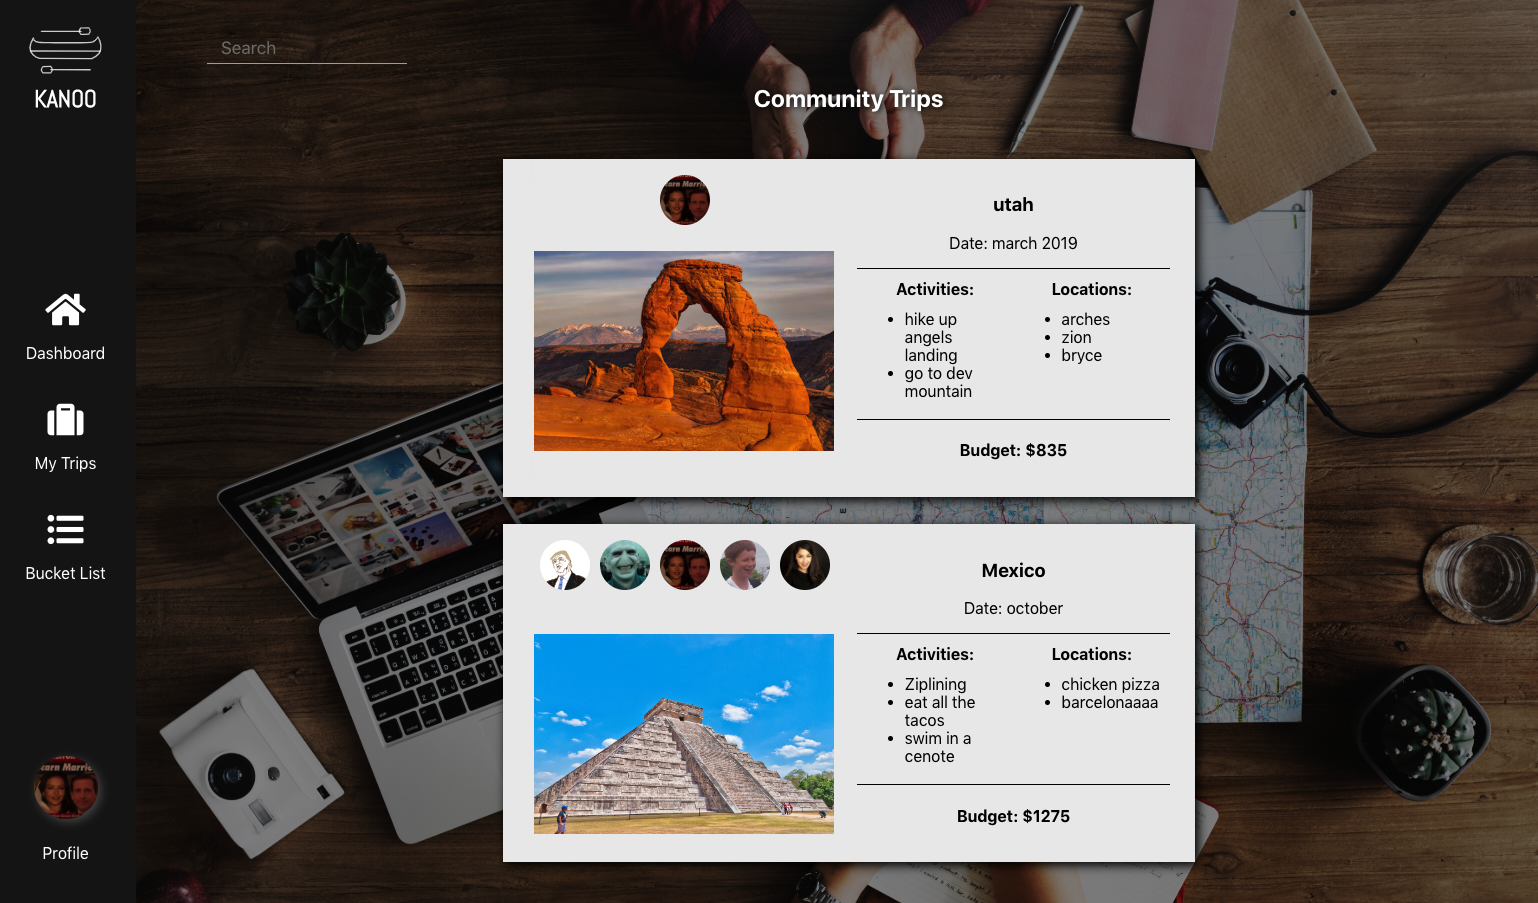 KANOO
Search
Community Trips
Dashboard
My Trips
Bucket List
Profile
utah
Date: march 2019
Activities:
hike up
angels
landing
go to dev
mountain
Locations:
arches
zion
bryce
Budget: $835
Mexico
Date: october
Activities:
Ziplining
eat all the
tacos
swim in a
cenote
Locations:
chicken pizza
barcelonaaaa
Budget: $1275